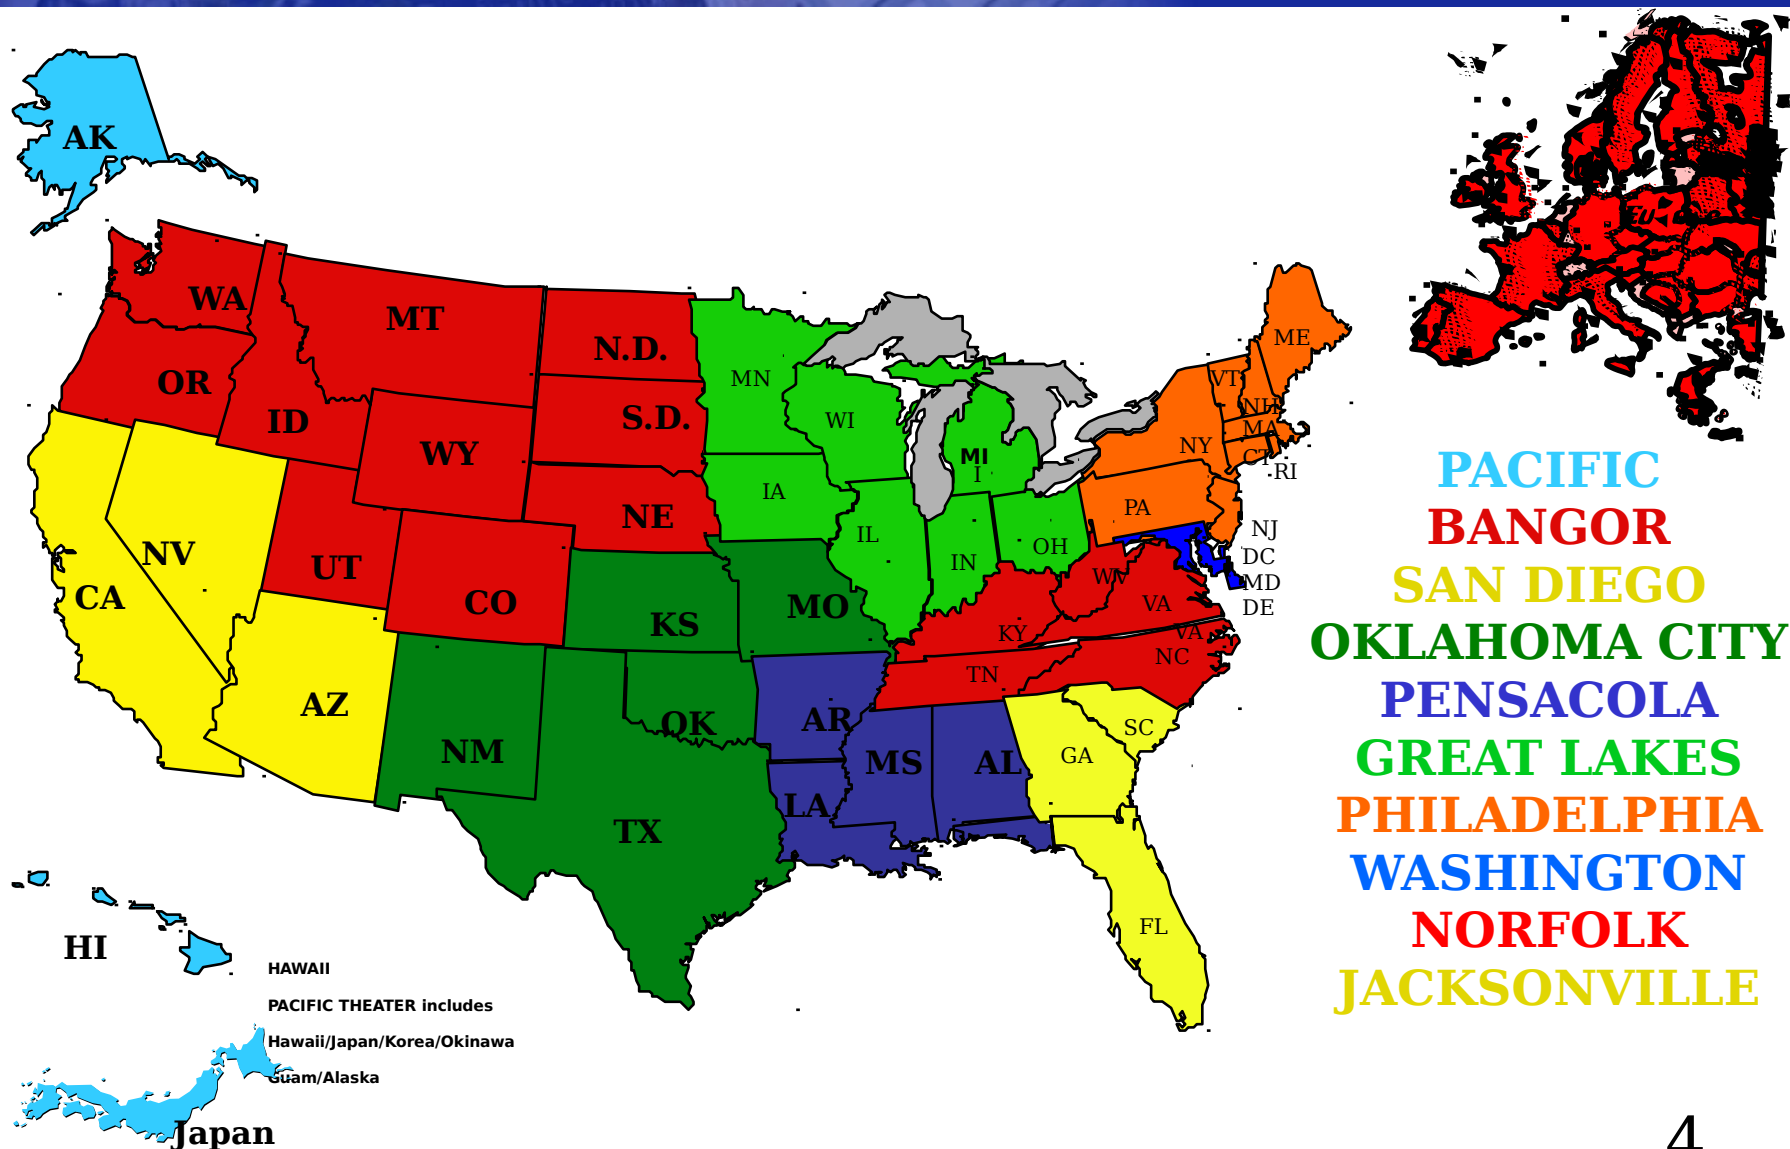 AK
WA
MT
N.D.
ME
OR
MN
VT
ID
S.D.
WI
NH
MA
WY
NY
MI
I
CT
RI
PACIFIC
IA
PA
NE
BANGOR
IL
NJ
NV
OH
DC
UT
IN
WV
MD
SAN DIEGO
CA
CO
MO
VA
DE
KS
KY
VA
OKLAHOMA CITY
NC
TN
AZ
AR
PENSACOLA
OK
SC
NM
MS
AL
GA
GREAT LAKES
LA
TX
PHILADELPHIA
WASHINGTON
FL
NORFOLK
HI
HAWAII
JACKSONVILLE
PACIFIC THEATER includes
Hawaii/Japan/Korea/Okinawa
Guam/Alaska
Japan
4